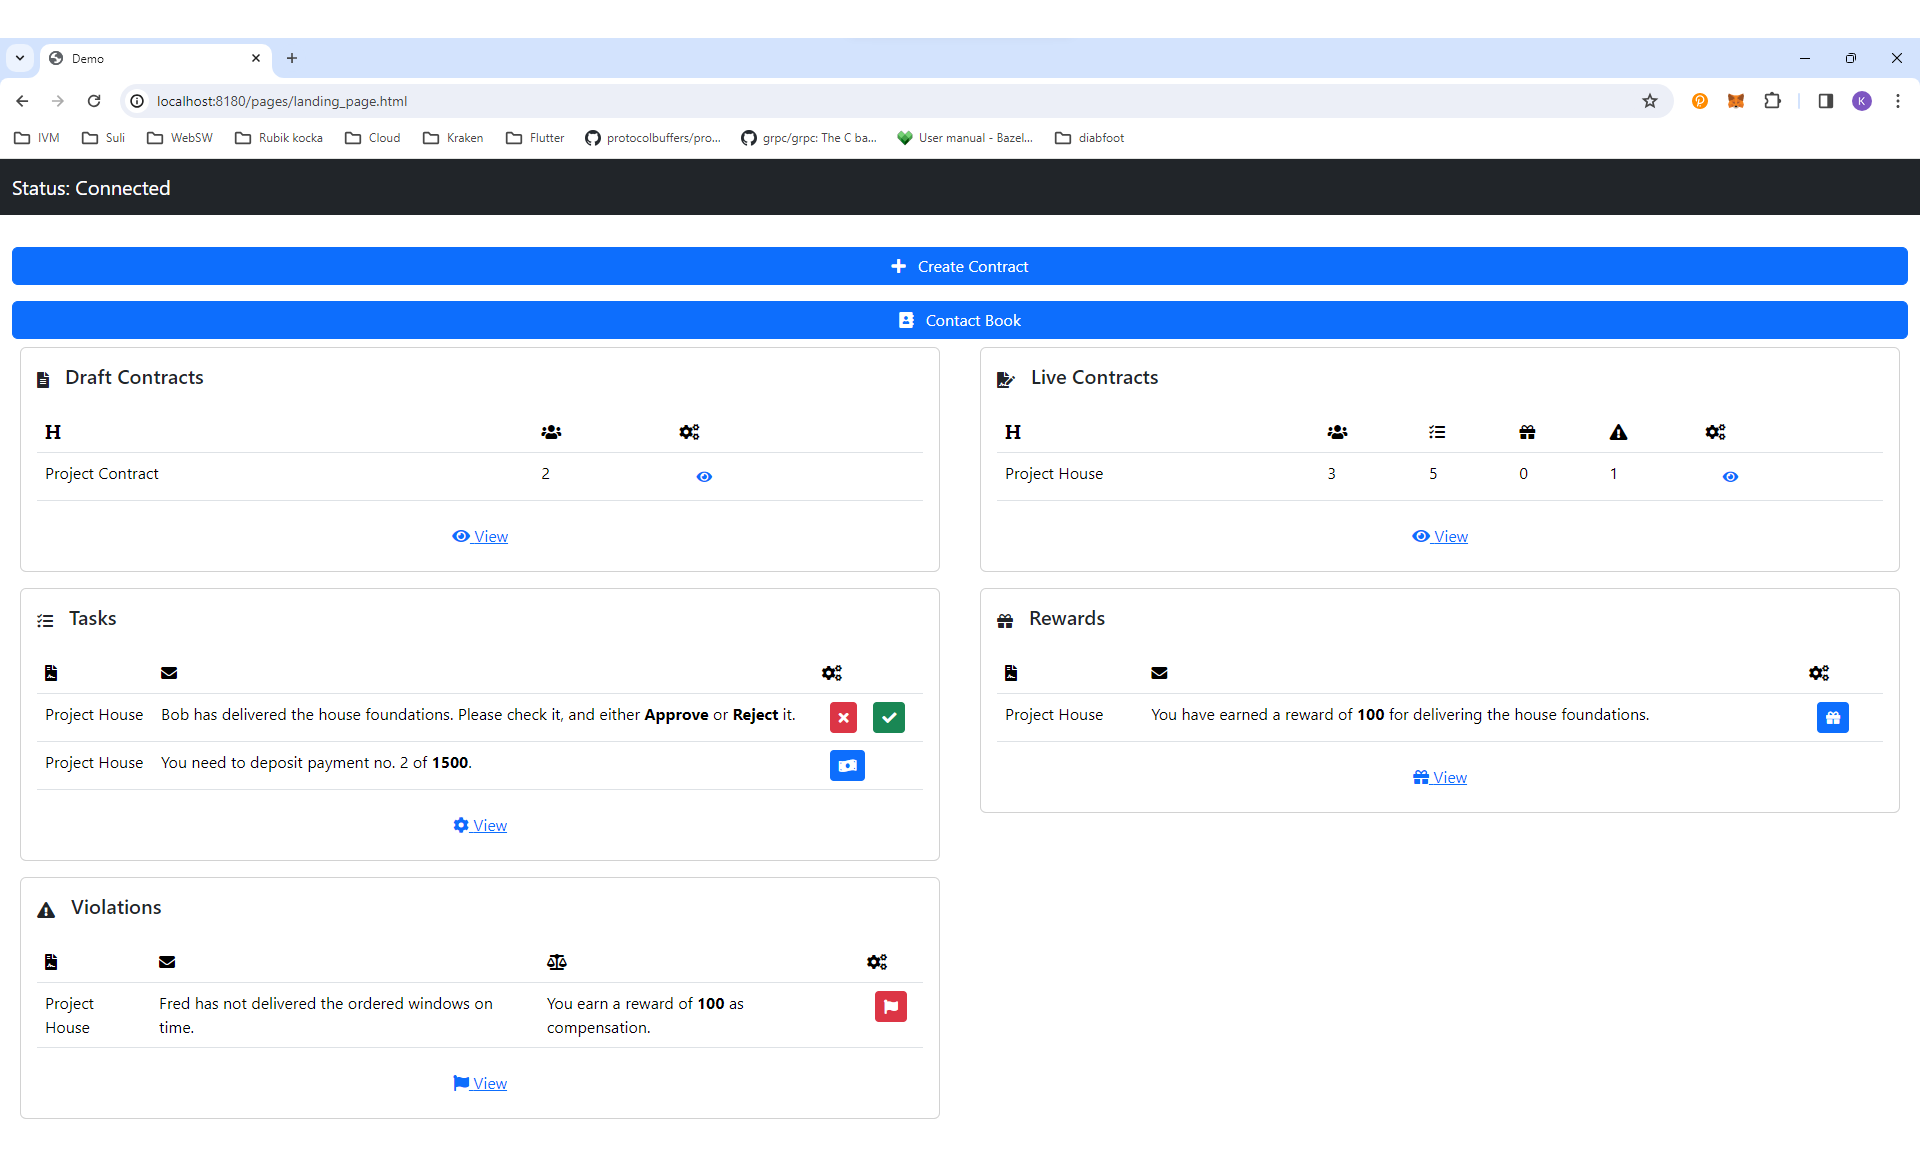 Demo
localhost:8180/pages/landing_page.html
K
IVM Suli WebSW Rubik kocka Cloud Kraken Flutter protocolbuffers/pro... grpc/grpc: The C ba... User manual - Bazel... diabfoot
Status: Connected
Create Contract
Contact Book
Draft Contracts
H
Project Contract 2
View
Live Contracts
H
Project House 3 5 0 1
View
Tasks
Project House Bob has delivered the house foundations. Please check it, and either Approve or Reject it.
Project House You need to deposit payment no. 2 of 1500.
View
Rewards
Project House You have earned a reward of 100 for delivering the house foundations.
View
Violations
Project Fred has not delivered the ordered windows on You earn a reward of 100 as
House time. compensation.
View